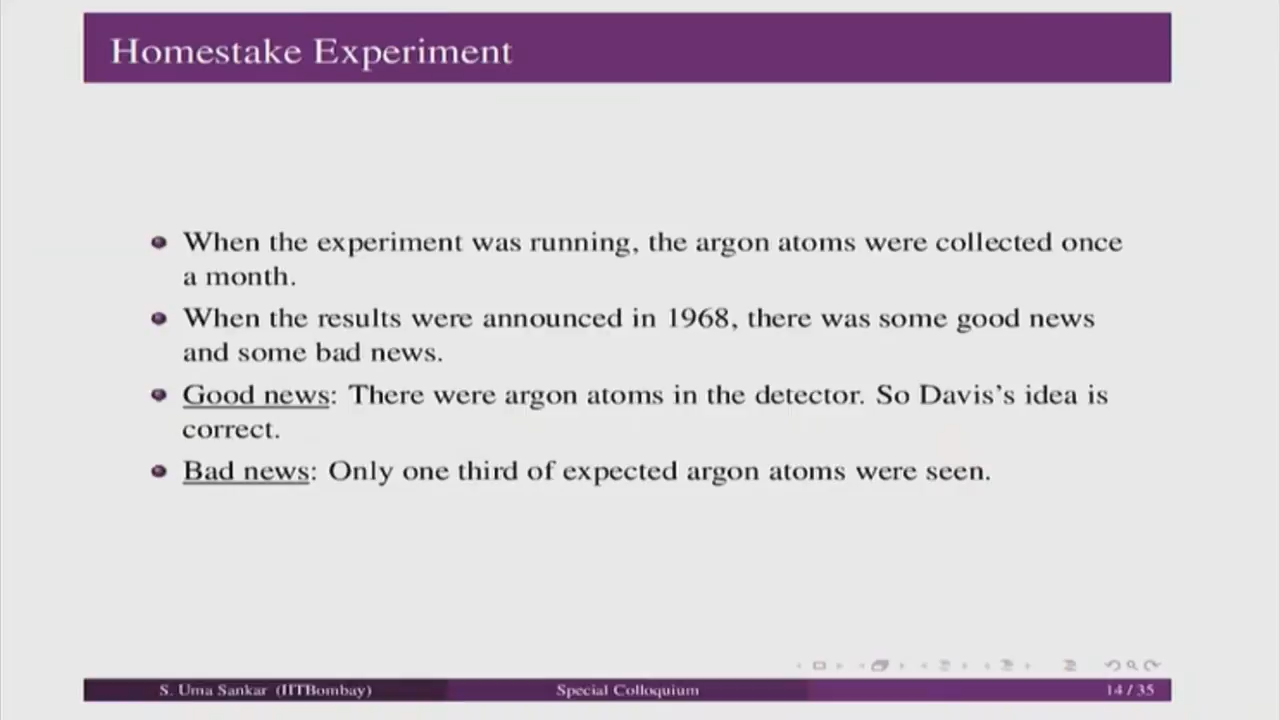 Homestake Experiment
When the experiment was running, the argon atoms were collected once
a month.
When the results were announced in 1968, there was some good news
and some bad news.
Good news: There were argon atoms in the detector. So Davis's idea is
correct.
Bad news: Only one third of expected argon atoms were seen.
S. Uma Sankar (IITBombay) Special Colloquium 14 / 35